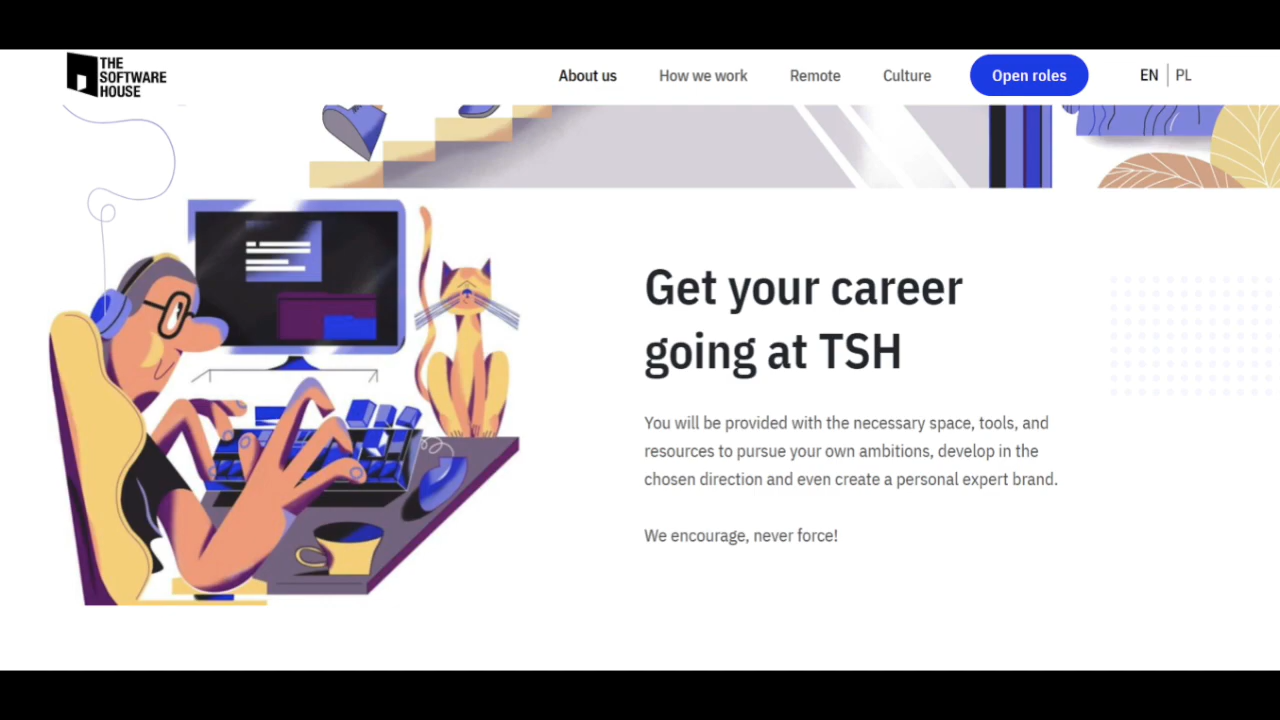 THE
SOFTWARE
HOUSE
About us
How we work
Remote
Culture
Open roles
EN | PL
Get your career
going at TSH
You will be provided with the necessary space, tools, and
resources to pursue your own ambitions, develop in the
chosen direction and even create a personal expert brand.
We encourage, never force!